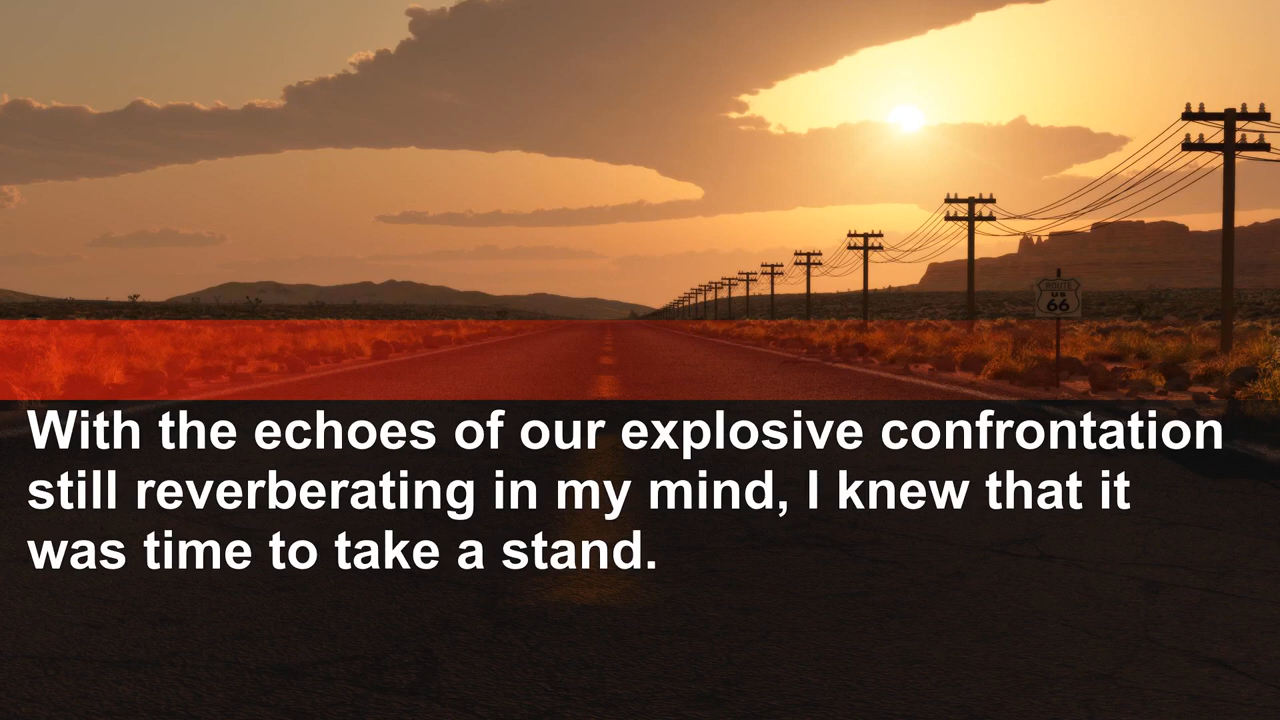 ROUTE
US
66
With the echoes of our explosive confrontation
still reverberating in my mind, I knew that it
was time to take a stand.